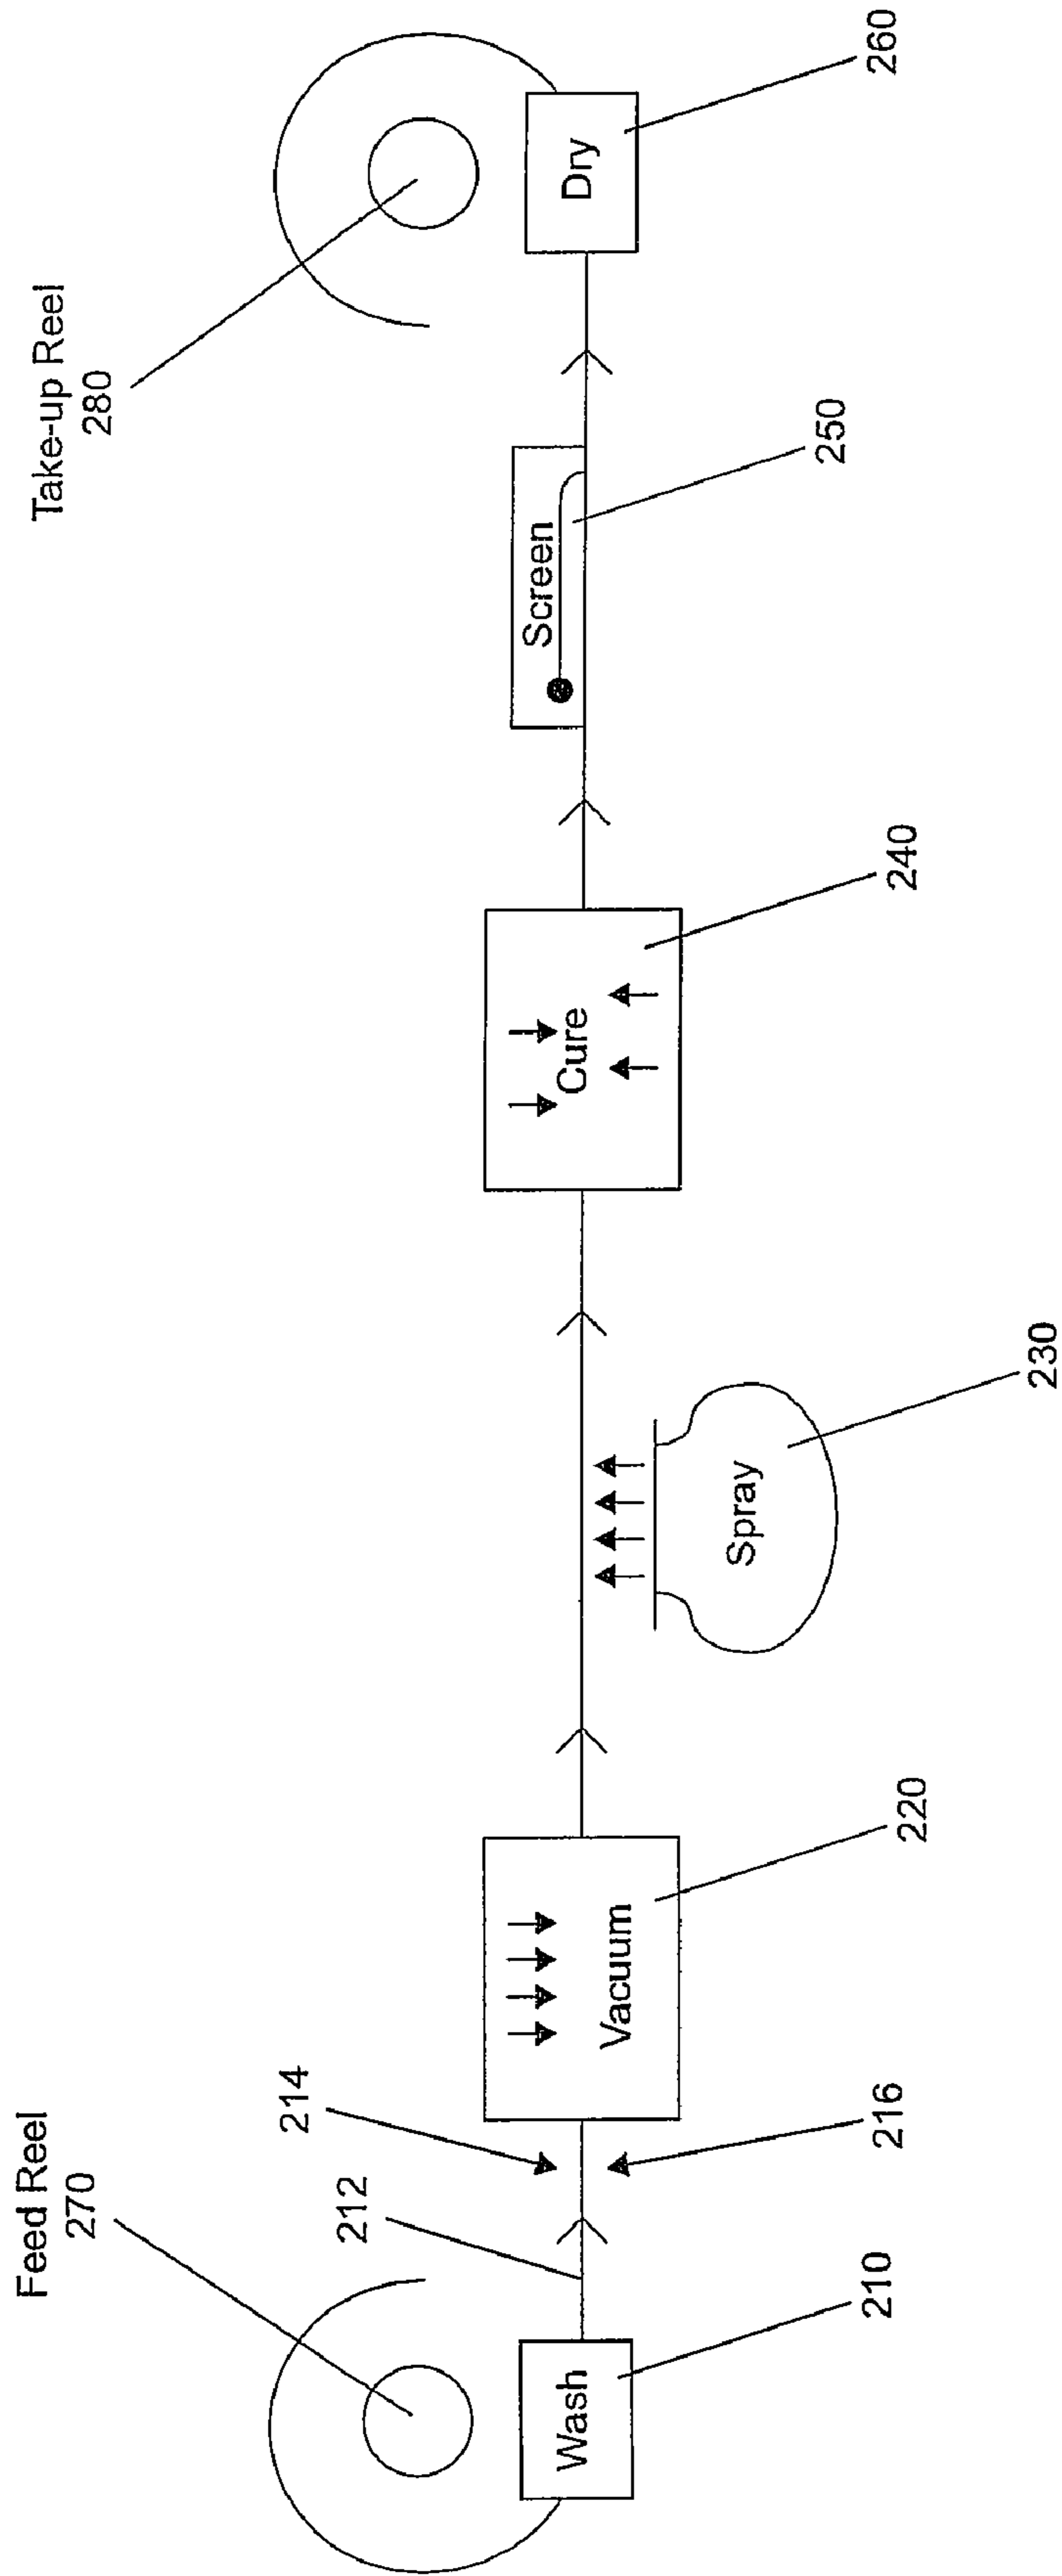 Feed Reel
270
Take-up Reel
280
214
212
Wash
Vacuum
Spray
Cure
Screen
Dry
210
216
220
230
240
250
260